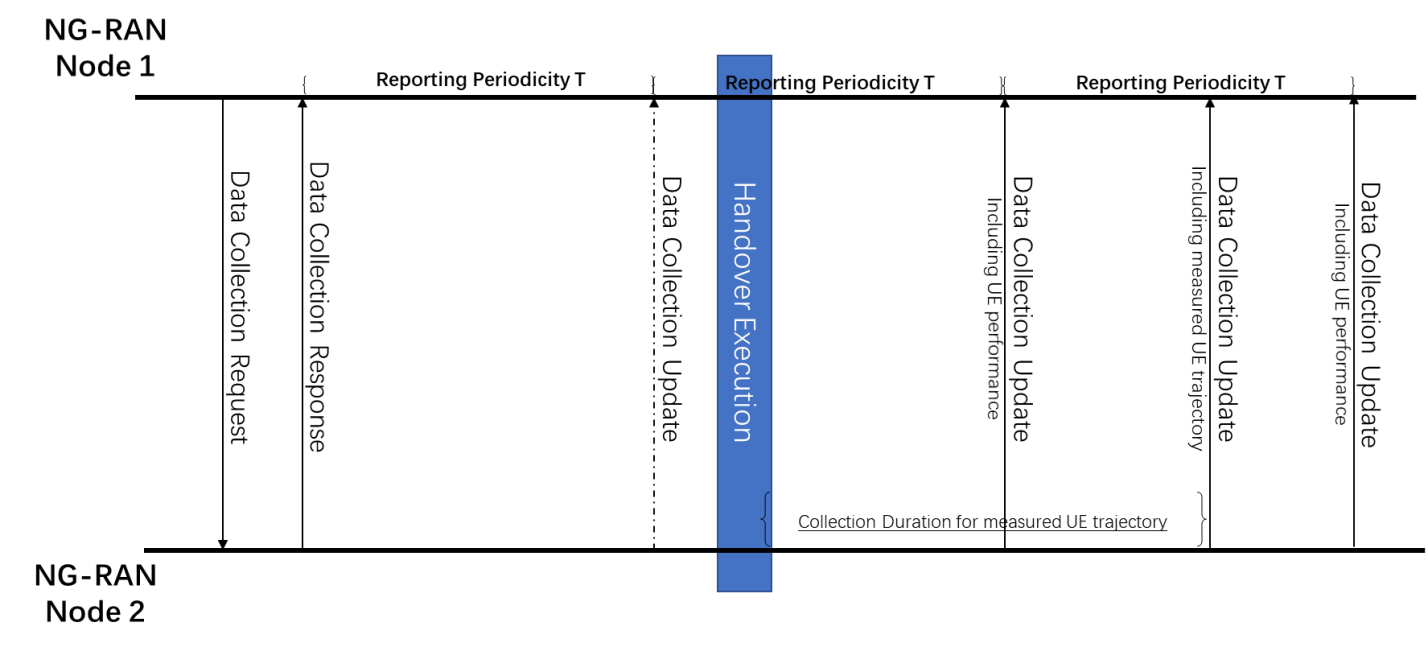 NG-RAN
Node 1
Reporting Periodicity T
Reporting Periodicity T
Reporting Periodicity T
Data Collection Request
Data Collection Response
Data Collection Update
Handover Execution
Including UE performance
Data Collection Update
Including measured UE trajectory
Data Collection Update
Including UE performance
Data Collection Update
Collection Duration for measured UE trajectory
NG-RAN
Node 2